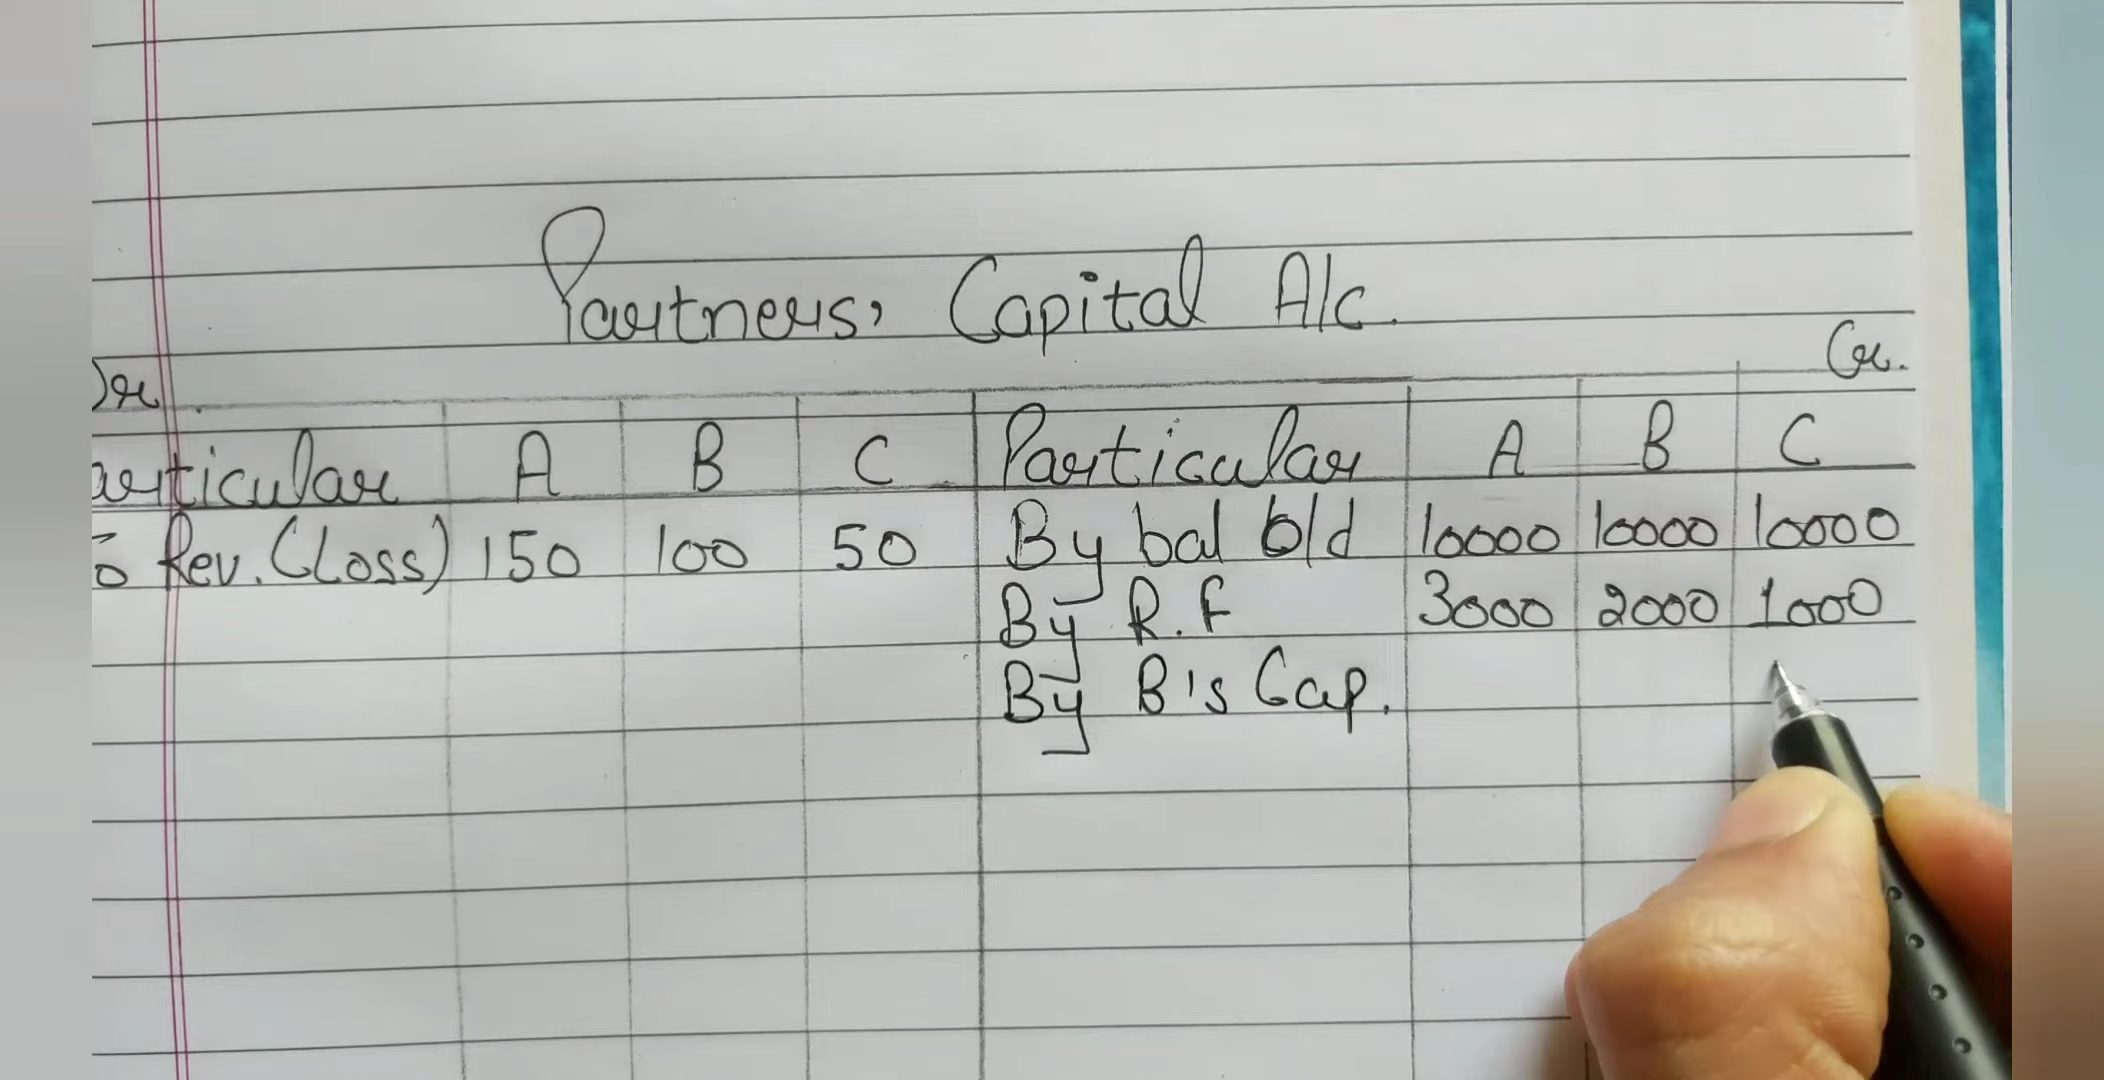 Partners' Capital A/c.
Dr. Cr.
articular A B C Particular A B C
To Rev. (Loss) 150 100 50 By bal b/d 10000 10000 10000
By R.F 3000 2000 1000
By B's Cap.